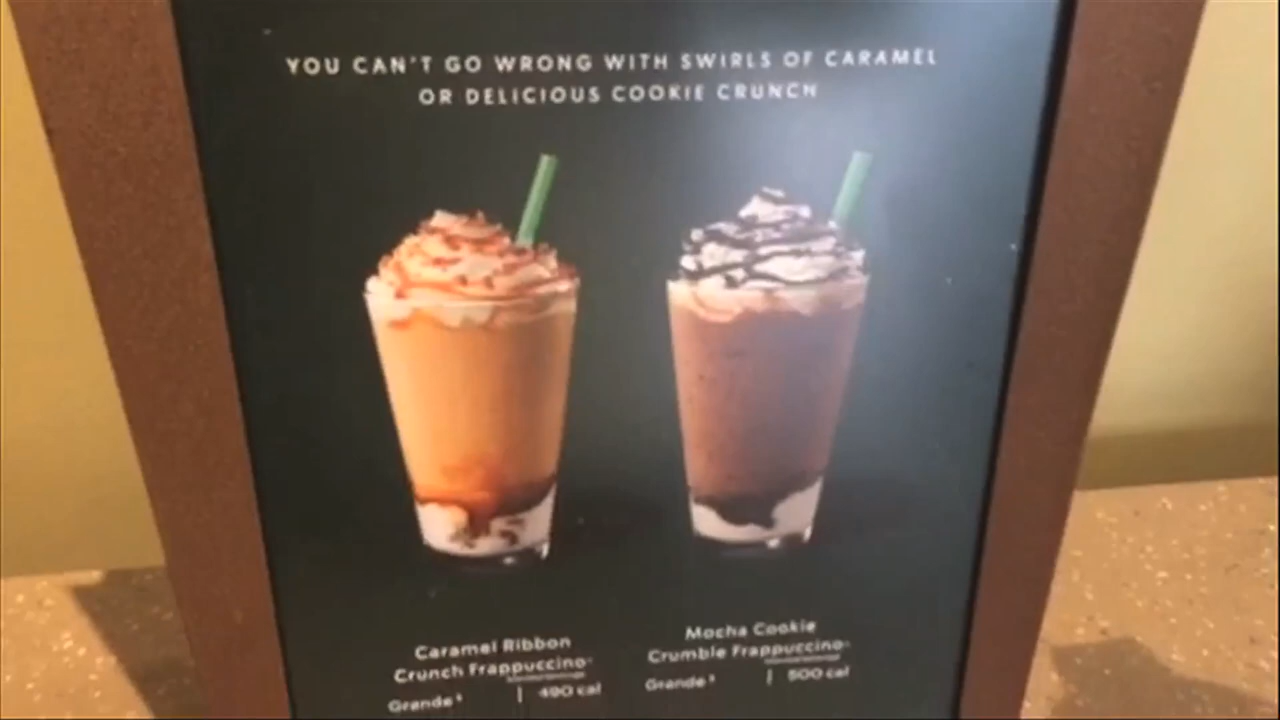 YOU CAN'T GO WRONG WITH SWIRLS OF CARAMEL
OR DELICIOUS COOKIE CRUNCH
Caramel Ribbon
Crunch Frappuccino
Grande $ | 490 cal
Mocha Cookie
Crumble Frappuccino
Grande $ | 500 cal